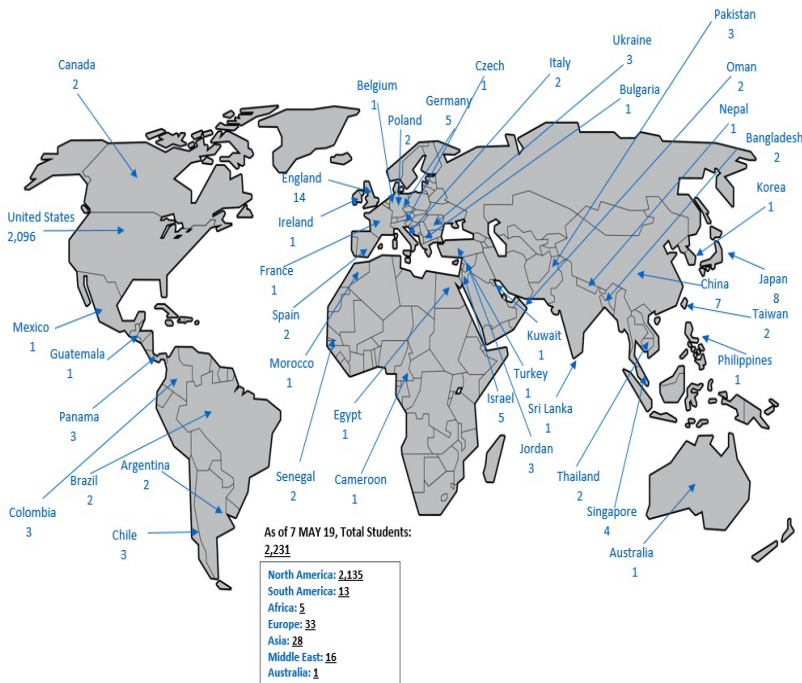 Pakistan
3
Ukraine
3
Canada
2
Czech
1
Italy
2
Oman
2
Belgium
1
Germany
5
Bulgaria
1
Poland
2
Nepal
1
Bangladesh
2
England
14
Korea
1
United States
2,096
Ireland
1
France
1
China
7
Japan
8
Spain
2
Taiwan
2
Mexico
1
Guatemala
1
Morocco
1
Kuwait
1
Philippines
1
Turkey
1
Israel
5
Sri Lanka
1
Panama
3
Egypt
1
Jordan
3
Brazil
2
Argentina
2
Senegal
2
Cameroon
1
Thailand
2
Colombia
3
Singapore
4
Chile
3
Australia
1
As of 7 MAY 19, Total Students:
2,231
North America: 2,135
South America: 13
Africa: 5
Europe: 33
Asia: 28
Middle East: 16
Australia: 1